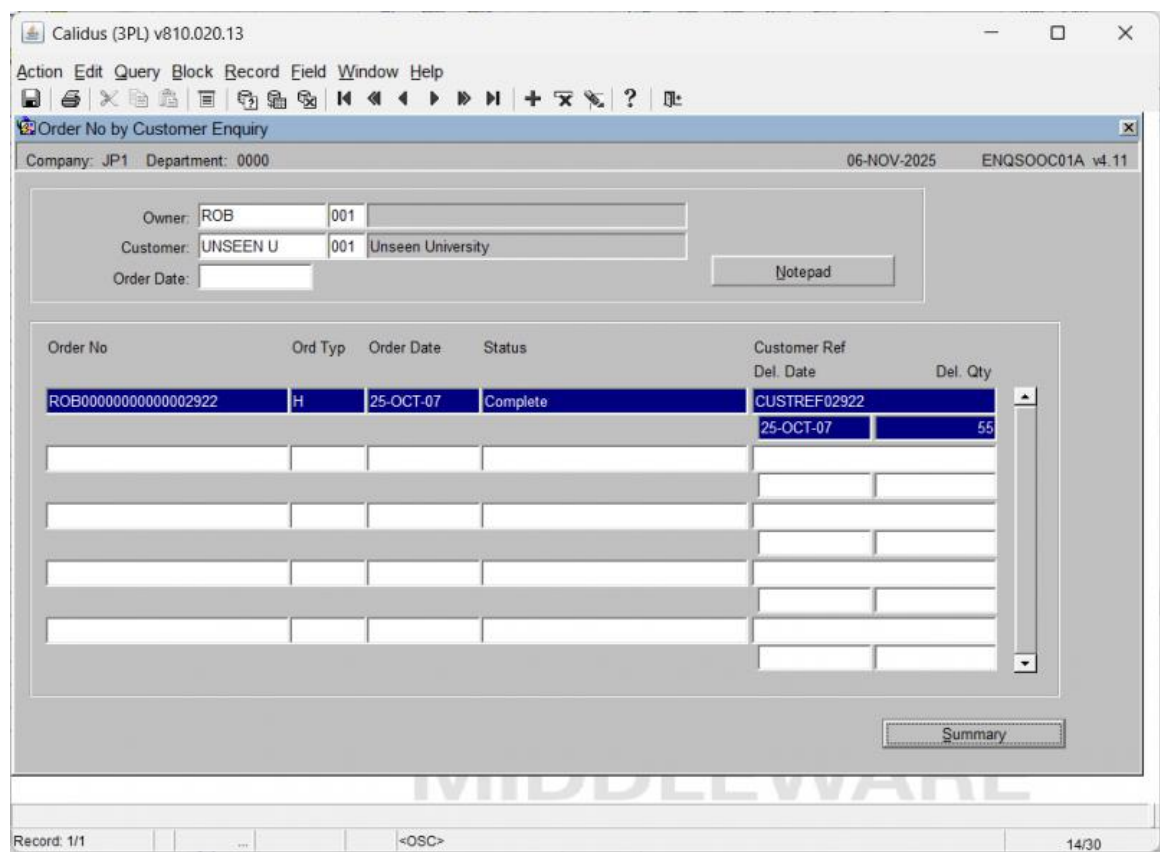 Calidus (3PL) v810.020.13
Action Edit Query Block Record Field Window Help
Order No by Customer Enquiry
Company: JP1 Department: 0000 06-NOV-2025 ENQSOOC01A v4.11
Owner: ROB 001
Customer: UNSEEN U 001 Unseen University
Order Date:
Notepad
Order No Ord Typ Order Date Status Customer Ref
Del. Date Del. Qty
ROB00000000000002922 H 25-OCT-07 Complete CUSTREF02922
25-OCT-07 55
Summary
MIDDLEWARE
Record: 1/1 ... <OSC> 14/30